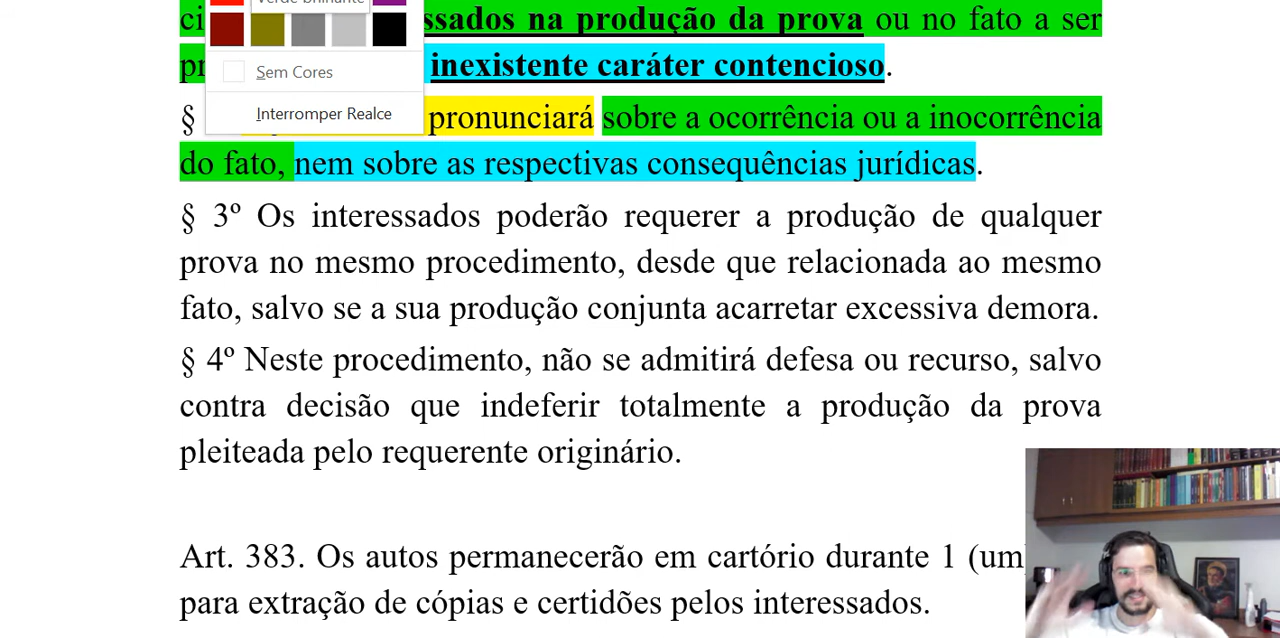 Verde brilhante
ssados na produção da prova ou no fato a ser
inexistente caráter contencioso.
Sem Cores
Interromper Realce
§ pronunciará sobre a ocorrência ou a inocorrência
do fato, nem sobre as respectivas consequências jurídicas.
§ 3º Os interessados poderão requerer a produção de qualquer
prova no mesmo procedimento, desde que relacionada ao mesmo
fato, salvo se a sua produção conjunta acarretar excessiva demora.
§ 4º Neste procedimento, não se admitirá defesa ou recurso, salvo
contra decisão que indeferir totalmente a produção da prova
pleiteada pelo requerente originário.
Art. 383. Os autos permanecerão em cartório durante 1 (um
para extração de cópias e certidões pelos interessados.